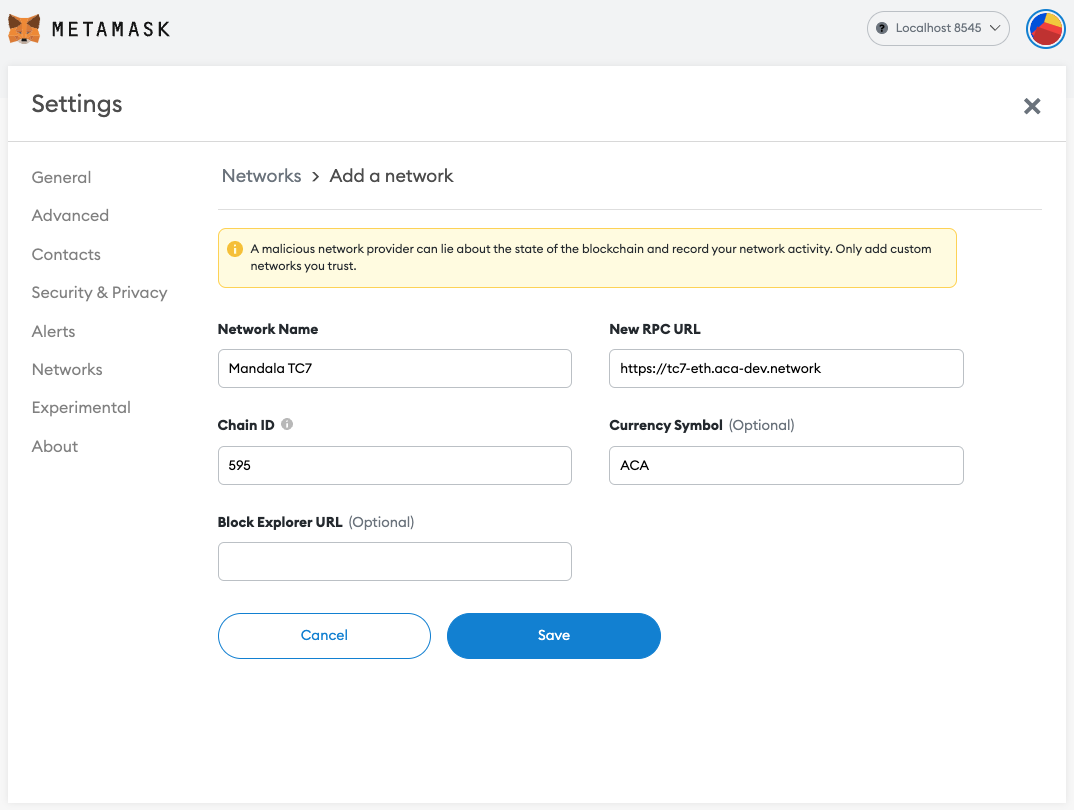 METAMASK
Localhost 8545
Settings
General
Advanced
Contacts
Security & Privacy
Alerts
Networks
Experimental
About
Networks > Add a network
A malicious network provider can lie about the state of the blockchain and record your network activity. Only add custom
networks you trust.
Network Name
Mandala TC7
New RPC URL
https://tc7-eth.aca-dev.network
Chain ID
595
Currency Symbol (Optional)
ACA
Block Explorer URL (Optional)
Cancel
Save